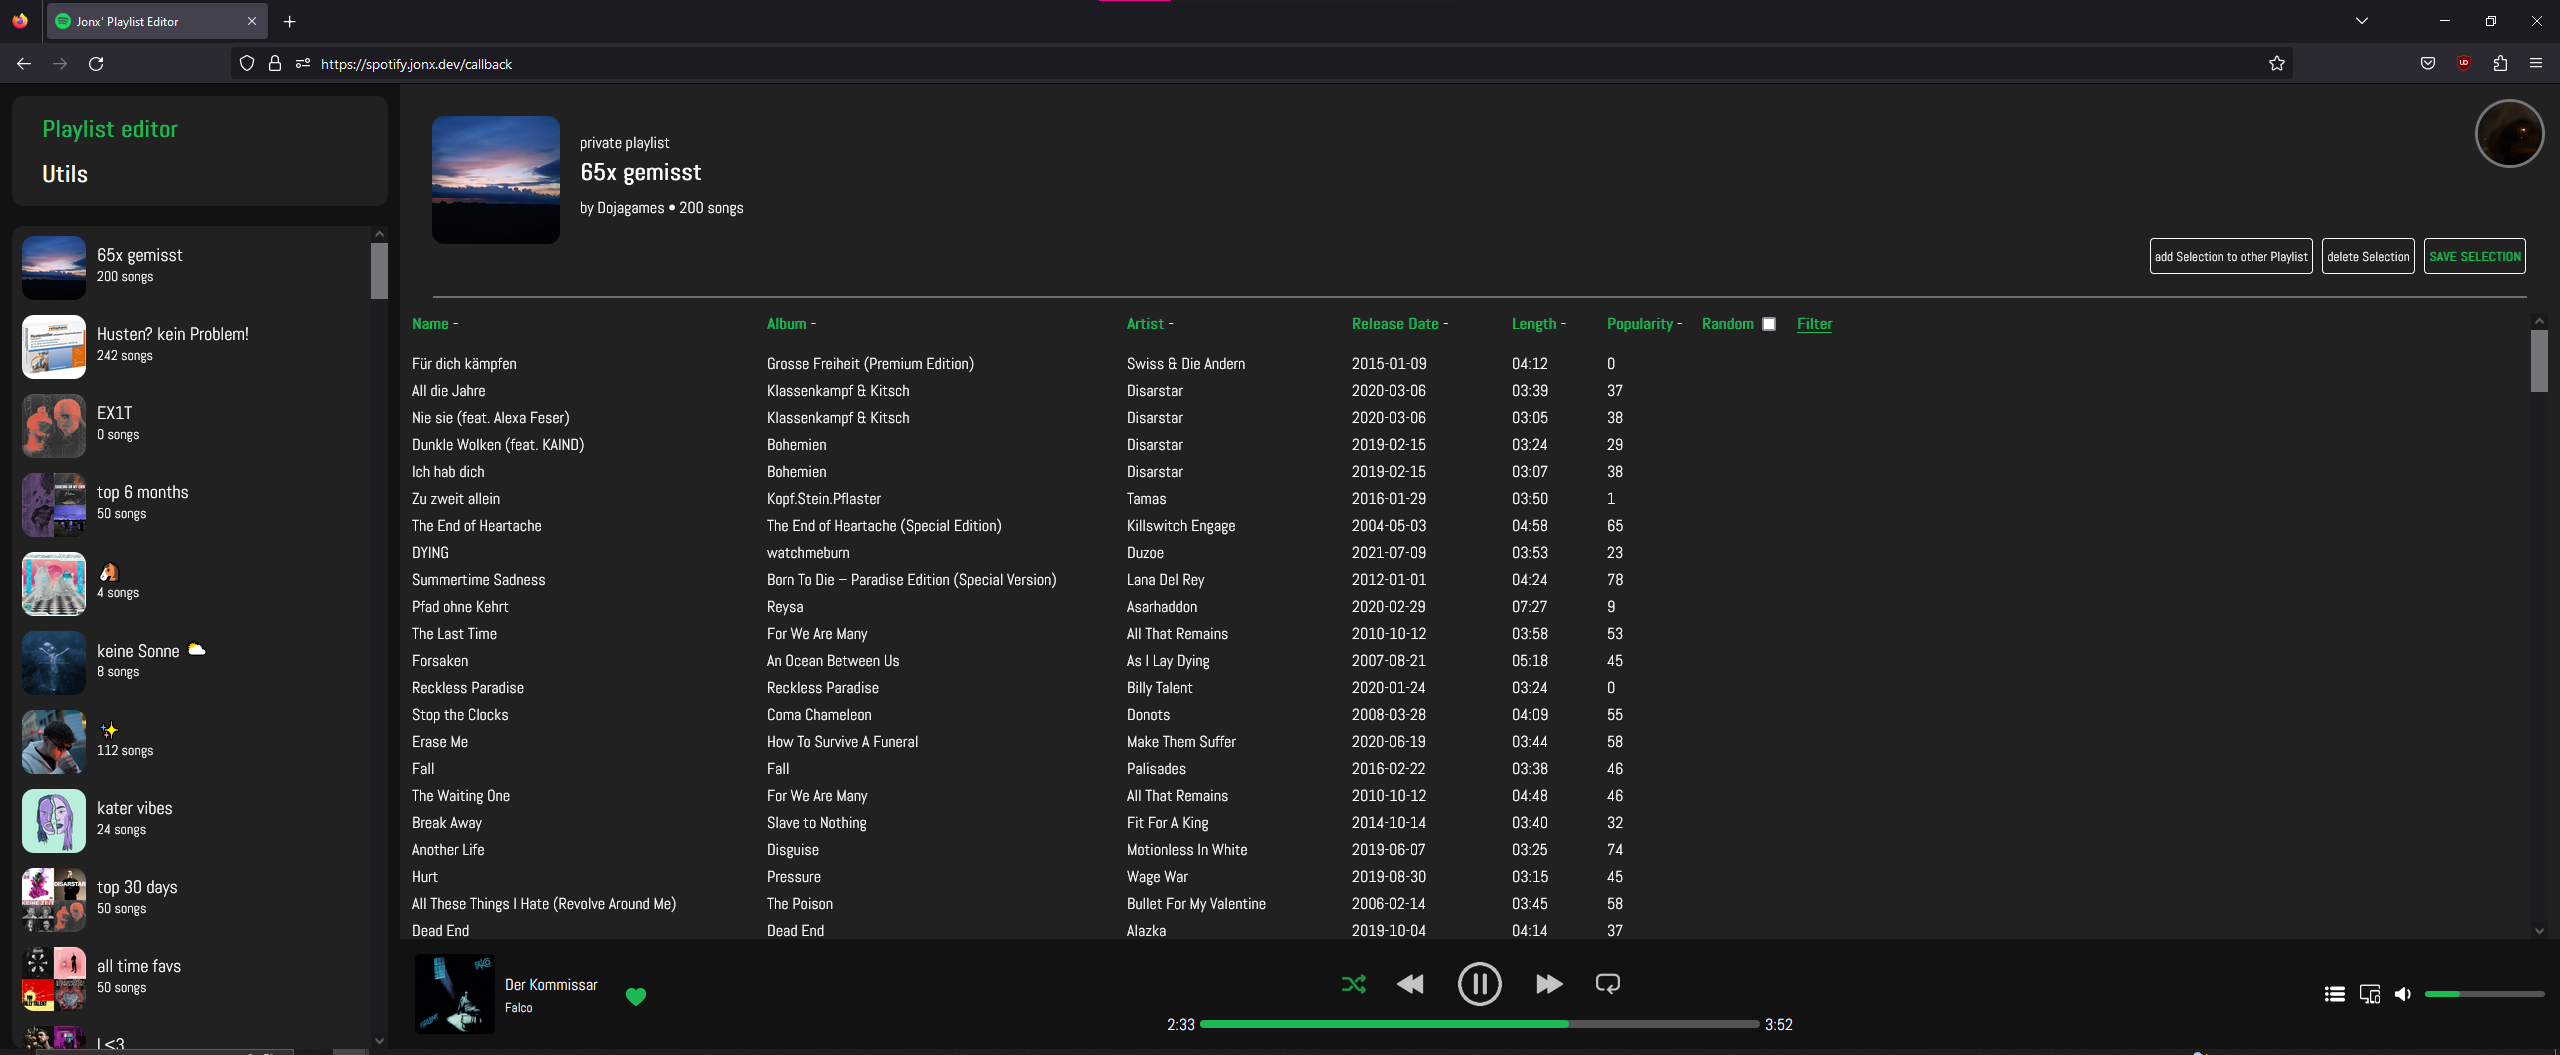 Jonx' Playlist Editor
https://spotify.jonx.dev/callback
Playlist editor
Utils
65x gemisst
200 songs
Husten? kein Problem!
242 songs
EX1T
0 songs
top 6 months
50 songs
🐴
4 songs
keine Sonne 🌥
8 songs
✨
112 songs
kater vibes
24 songs
top 30 days
50 songs
all time favs
50 songs
L<3
private playlist
65x gemisst
by Dojagames • 200 songs
add Selection to other Playlist delete Selection SAVE SELECTION
Name - Album - Artist - Release Date - Length - Popularity - Random Filter
Für dich kämpfen Grosse Freiheit (Premium Edition) Swiss & Die Andern 2015-01-09 04:12 0
All die Jahre Klassenkampf & Kitsch Disarstar 2020-03-06 03:39 37
Nie sie (feat. Alexa Feser) Klassenkampf & Kitsch Disarstar 2020-03-06 03:05 38
Dunkle Wolken (feat. KAIND) Bohemien Disarstar 2019-02-15 03:24 29
Ich hab dich Bohemien Disarstar 2019-02-15 03:07 38
Zu zweit allein Kopf.Stein.Pflaster Tamas 2016-01-29 03:50 1
The End of Heartache The End of Heartache (Special Edition) Killswitch Engage 2004-05-03 04:58 65
DYING watchmeburn Duzoe 2021-07-09 03:53 23
Summertime Sadness Born To Die – Paradise Edition (Special Version) Lana Del Rey 2012-01-01 04:24 78
Pfad ohne Kehrt Reysa Asarhaddon 2020-02-29 07:27 9
The Last Time For We Are Many All That Remains 2010-10-12 03:58 53
Forsaken An Ocean Between Us As I Lay Dying 2007-08-21 05:18 45
Reckless Paradise Reckless Paradise Billy Talent 2020-01-24 03:24 0
Stop the Clocks Coma Chameleon Donots 2008-03-28 04:09 55
Erase Me How To Survive A Funeral Make Them Suffer 2020-06-19 03:44 58
Fall Fall Palisades 2016-02-22 03:38 46
The Waiting One For We Are Many All That Remains 2010-10-12 04:48 46
Break Away Slave to Nothing Fit For A King 2014-10-14 03:40 32
Another Life Disguise Motionless In White 2019-06-07 03:25 74
Hurt Pressure Wage War 2019-08-30 03:15 45
All These Things I Hate (Revolve Around Me) The Poison Bullet For My Valentine 2006-02-14 03:45 58
Dead End Dead End Alazka 2019-10-04 04:14 37
Der Kommissar
Falco
2:33 3:52